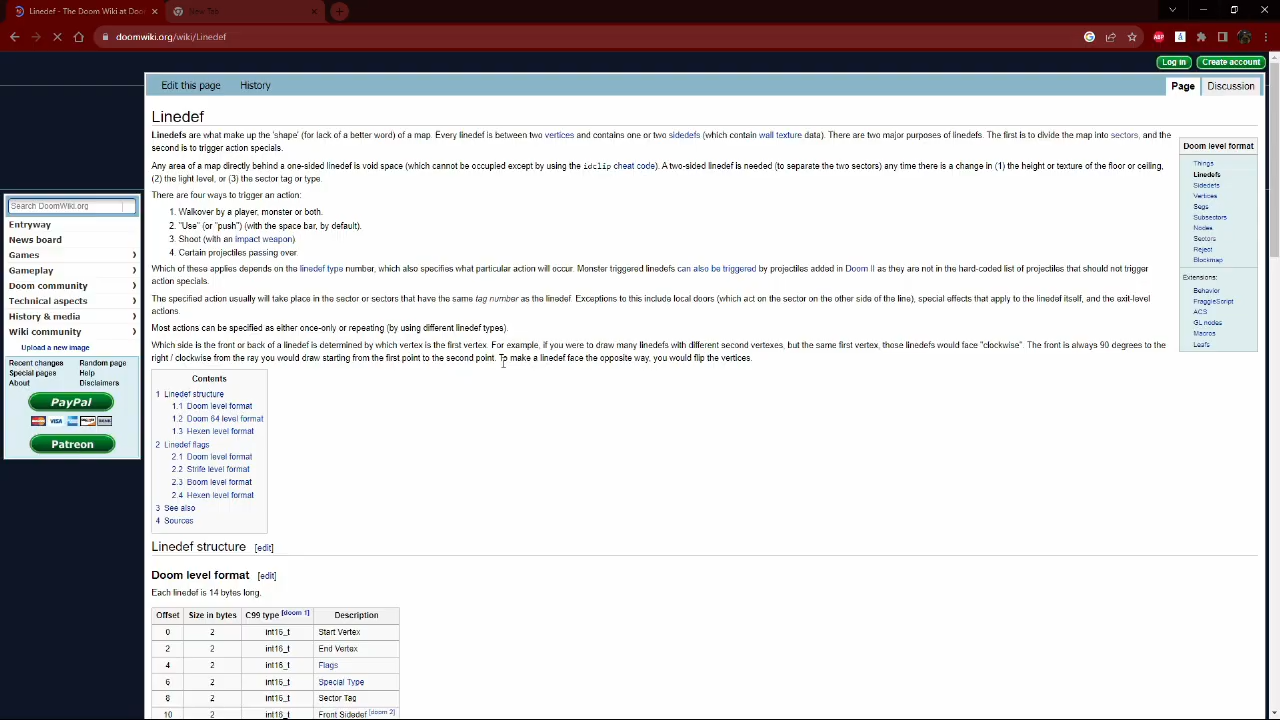 Linedef - The Doom Wiki at Doo
New Tab
doomwiki.org/wiki/Linedef
Log in
Create account
Edit this page
History
Page
Discussion
Linedef
Linedefs are what make up the 'shape' (for lack of a better word) of a map. Every linedef is between two vertices and contains one or two sidedefs (which contain wall texture data). There are two major purposes of linedefs. The first is to divide the map into sectors, and the
second is to trigger action specials.
Any area of a map directly behind a one-sided linedef is void space (which cannot be occupied except by using the idclip cheat code). A two-sided linedef is needed (to separate the two sectors) any time there is a change in (1) the height or texture of the floor or ceiling,
(2) the light level, or (3) the sector tag or type.
There are four ways to trigger an action:
1. Walkover by a player, monster or both.
2. "Use" (or "push") (with the space bar, by default).
3. Shoot (with an impact weapon).
4. Certain projectiles passing over.
Which of these applies depends on the linedef type number, which also specifies what particular action will occur. Monster triggered linedefs can also be triggered by projectiles added in Doom II as they are not in the hard-coded list of projectiles that should not trigger
action specials.
The specified action usually will take place in the sector or sectors that have the same tag number as the linedef. Exceptions to this include local doors (which act on the sector on the other side of the line), special effects that apply to the linedef itself, and the exit-level
actions.
Most actions can be specified as either once-only or repeating (by using different linedef types).
Which side is the front or back of a linedef is determined by which vertex is the first vertex. For example, if you were to draw many linedefs with different second vertexes, but the same first vertex, those linedefs would face "clockwise". The front is always 90 degrees to the
right / clockwise from the ray you would draw starting from the first point to the second point. To make a linedef face the opposite way, you would flip the vertices.
Doom level format
Things
Linedefs
Sidedefs
Vertices
Segs
Subsectors
Nodes
Sectors
Reject
Blockmap
Extensions:
Behavior
FraggleScript
ACS
GL nodes
Macros
Leafs
Search DoomWiki.org
Entryway
News board
Games
Gameplay
Doom community
Technical aspects
History & media
Wiki community
Upload a new image
Recent changes Random page
Special pages Help
About Disclaimers
PayPal
VISA
Patreon
Contents
1 Linedef structure
1.1 Doom level format
1.2 Doom 64 level format
1.3 Hexen level format
2 Linedef flags
2.1 Doom level format
2.2 Strife level format
2.3 Boom level format
2.4 Hexen level format
3 See also
4 Sources
Linedef structure [edit]
Doom level format [edit]
Each linedef is 14 bytes long.
Offset Size in bytes C99 type [doom 1] Description
0 2 int16_t Start Vertex
2 2 int16_t End Vertex
4 2 int16_t Flags
6 2 int16_t Special Type
8 2 int16_t Sector Tag
10 2 int16_t Front Sidedef [doom 2]